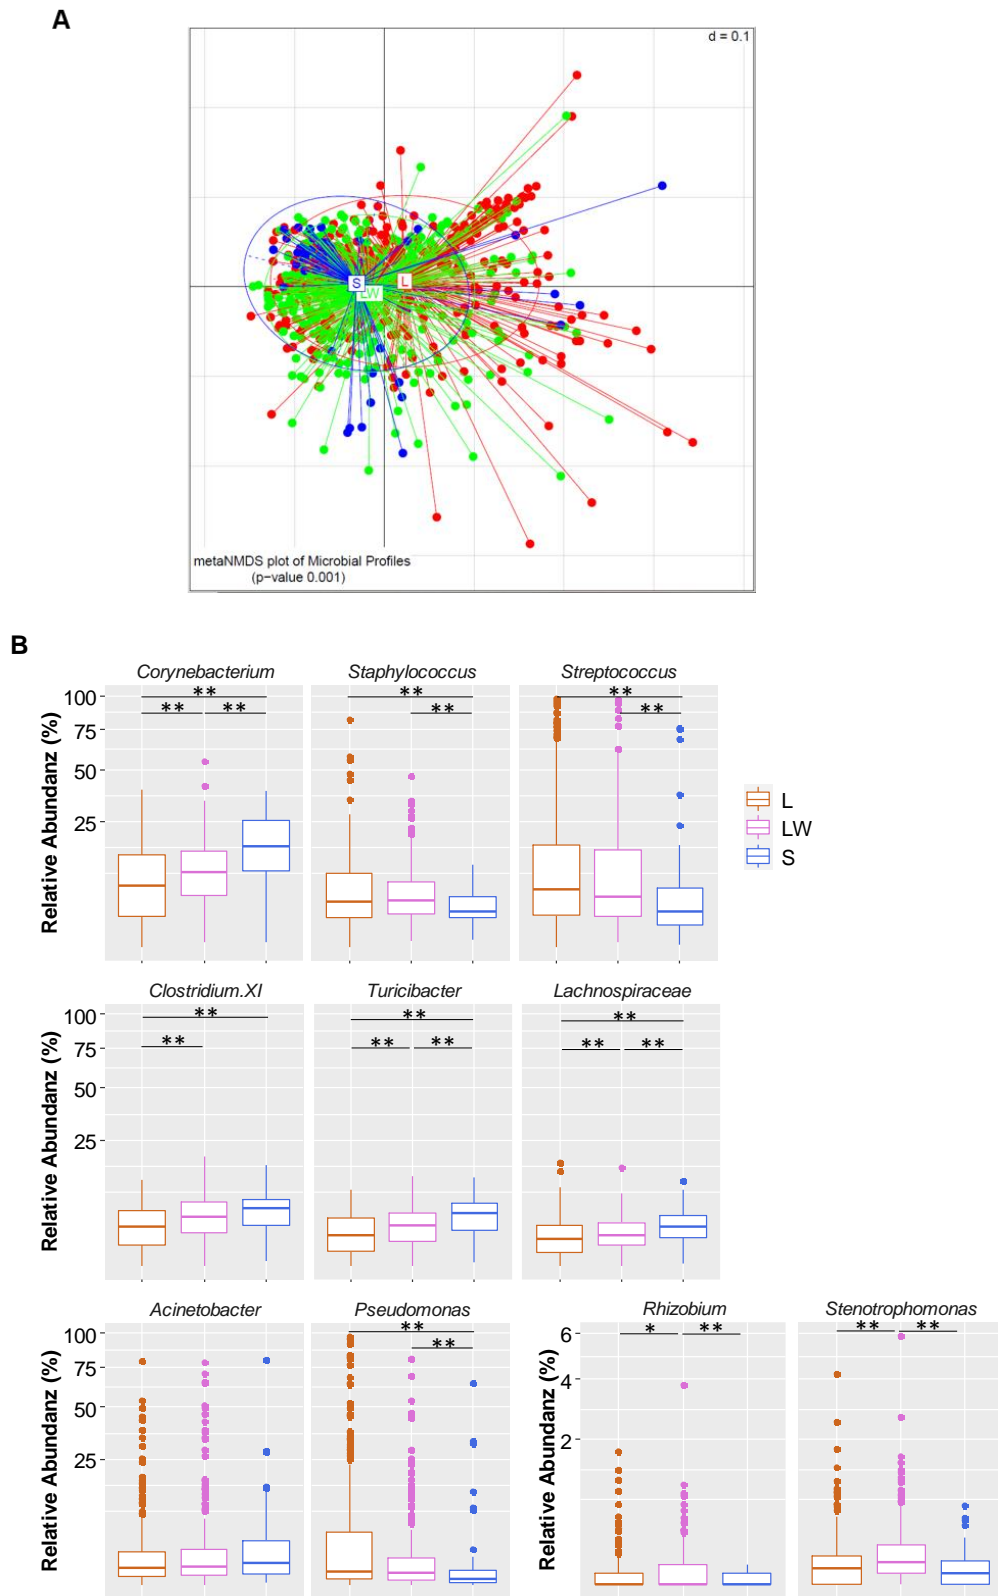 A
d = 0.1
S
LW
L
metaNMDS plot of Microbial Profiles
(p−value 0.001)
B
Corynebacterium
Staphylococcus
Streptococcus
Relative Abundanz (%)
100
75
50
25
**
**
**
**
**
**
**
L
LW
S
Clostridium.XI
Turicibacter
Lachnospiraceae
Relative Abundanz (%)
100
75
50
25
**
**
**
**
**
**
**
**
Acinetobacter
Pseudomonas
Rhizobium
Stenotrophomonas
Relative Abundanz (%)
100
75
50
25
**
**
Relative Abundanz (%)
6
4
2
*
**
**
**